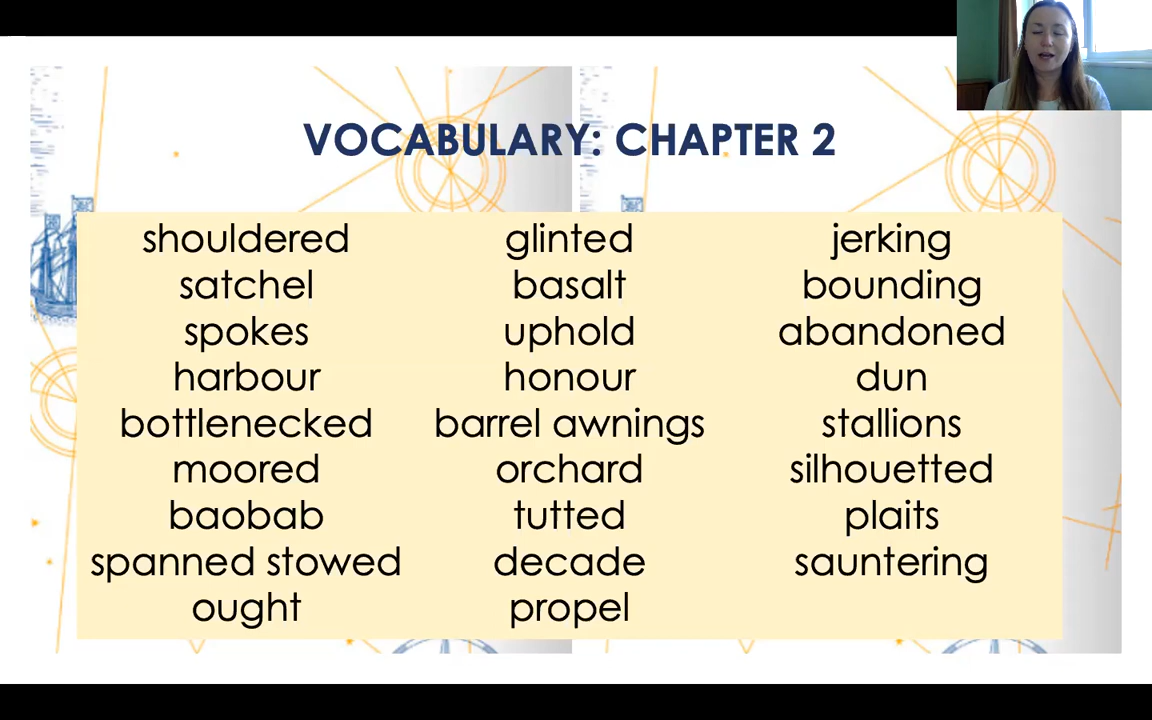 VOCABULARY: CHAPTER 2
shouldered
satchel
spokes
harbour
bottlenecked
moored
baobab
spanned stowed
ought
glinted
basalt
uphold
honour
barrel awnings
orchard
tutted
decade
propel
jerking
bounding
abandoned
dun
stallions
silhouetted
plaits
sauntering